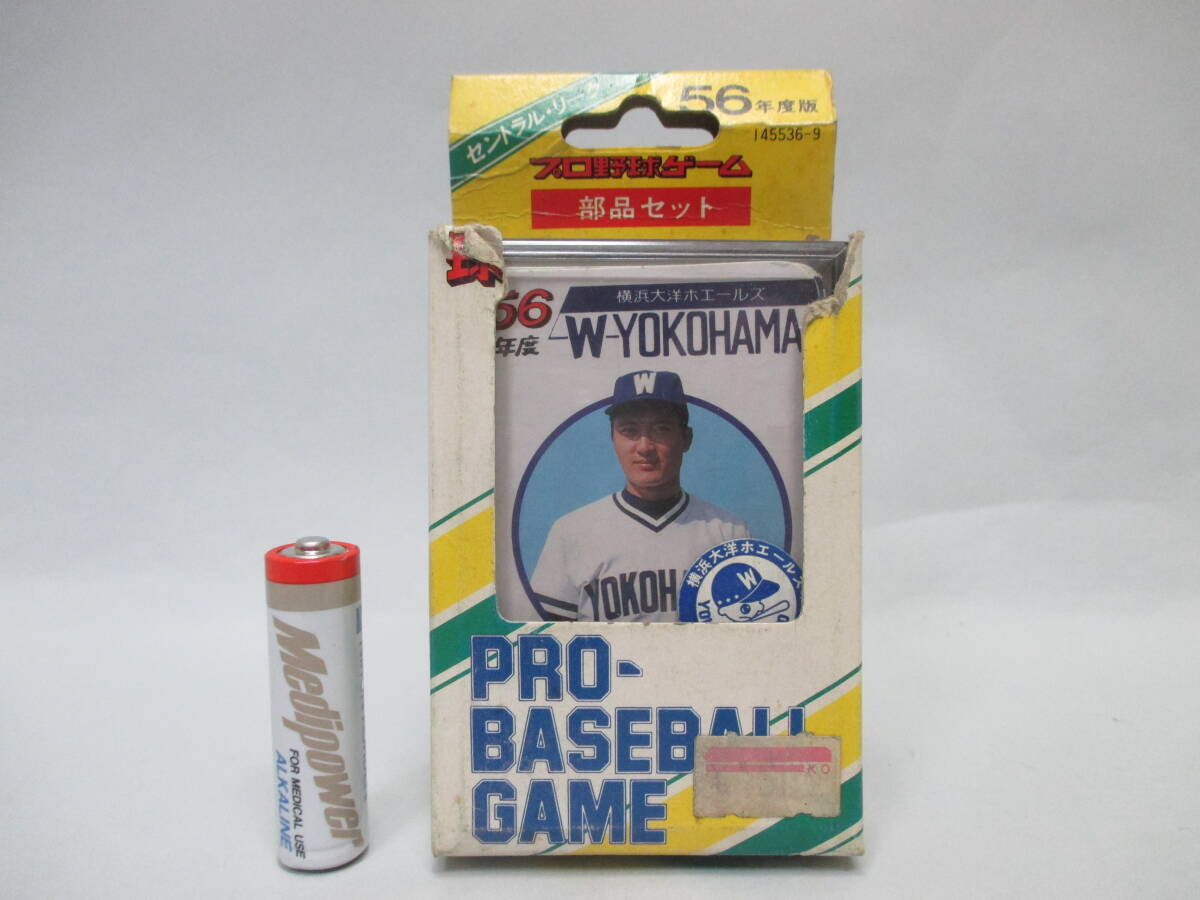 セントラル・リーグ
56年度版
145536-9
プロ野球ゲーム
部品セット
球
56
年度
横浜大洋ホエールズ
W-YOKOHAMA
W
YOKOH
横浜大洋ホエールズ
W
PRO-
BASEBALL
GAME
KO
Medipower
FOR MEDICAL USE
ALKALINE